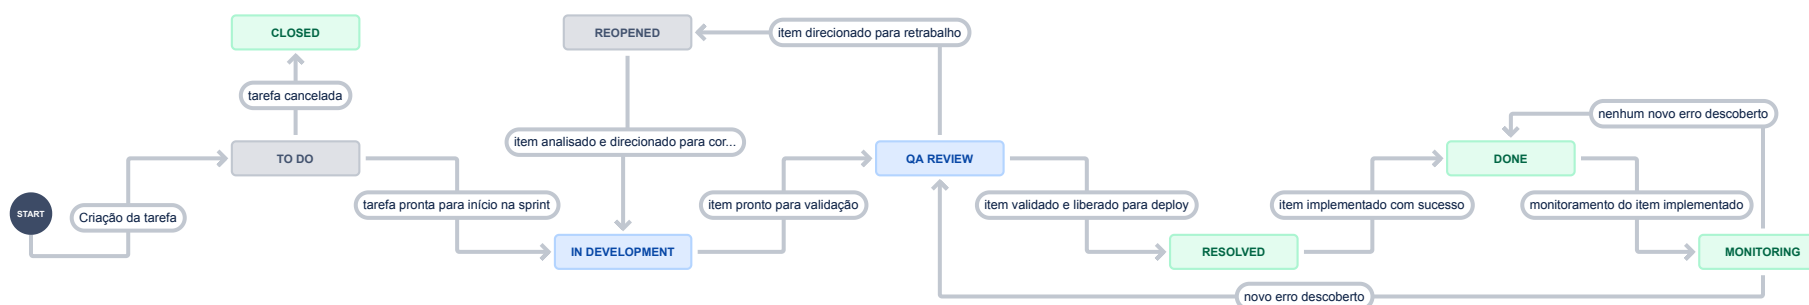 CLOSED
REOPENED
item direcionado para retrabalho
tarefa cancelada
nenhum novo erro descoberto
item analisado e direcionado para cor...
TO DO
QA REVIEW
DONE
START
Criação da tarefa
tarefa pronta para início na sprint
item pronto para validação
item validado e liberado para deploy
item implementado com sucesso
monitoramento do item implementado
IN DEVELOPMENT
RESOLVED
MONITORING
novo erro descoberto